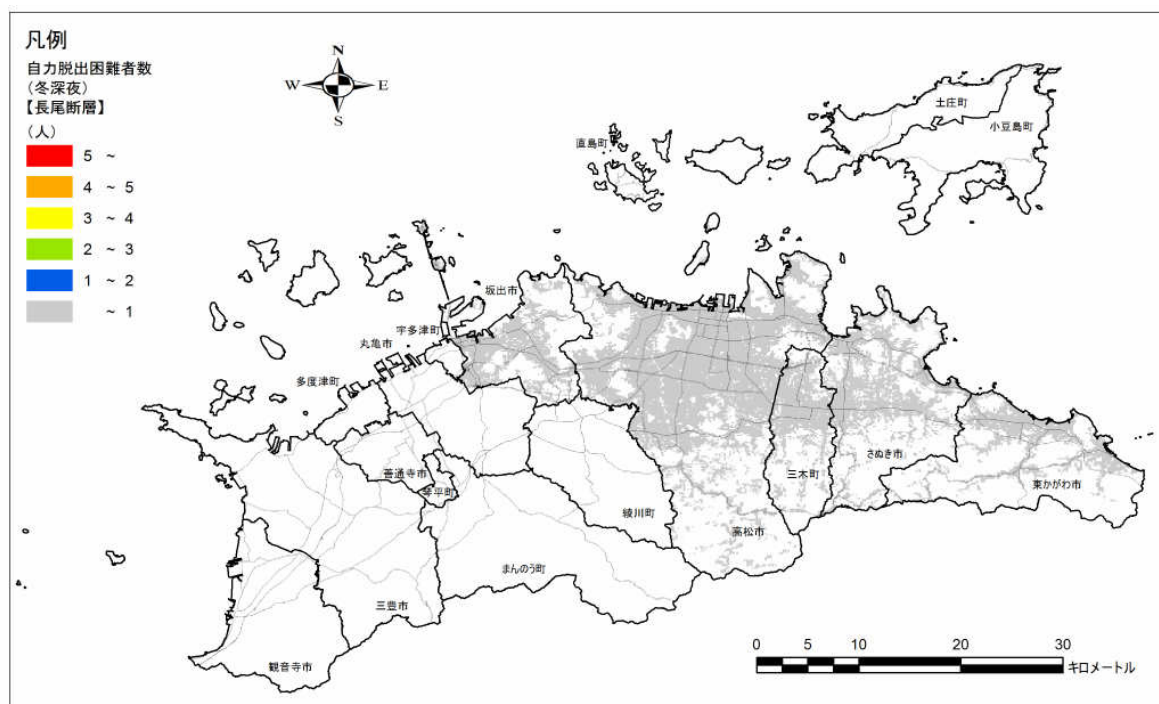 凡例
自力脱出困難者数
(冬深夜)
【長尾断層】
(人)
5 ~
4 ~ 5
3 ~ 4
2 ~ 3
1 ~ 2
~ 1
N
W E
S
土庄町
小豆島町
直島町
坂出市
宇多津町
丸亀市
多度津町
善通寺市
琴平町
さぬき市
三木町
東かがわ市
綾川町
高松市
まんのう町
三豊市
観音寺市
0 5 10 20 30
キロメートル